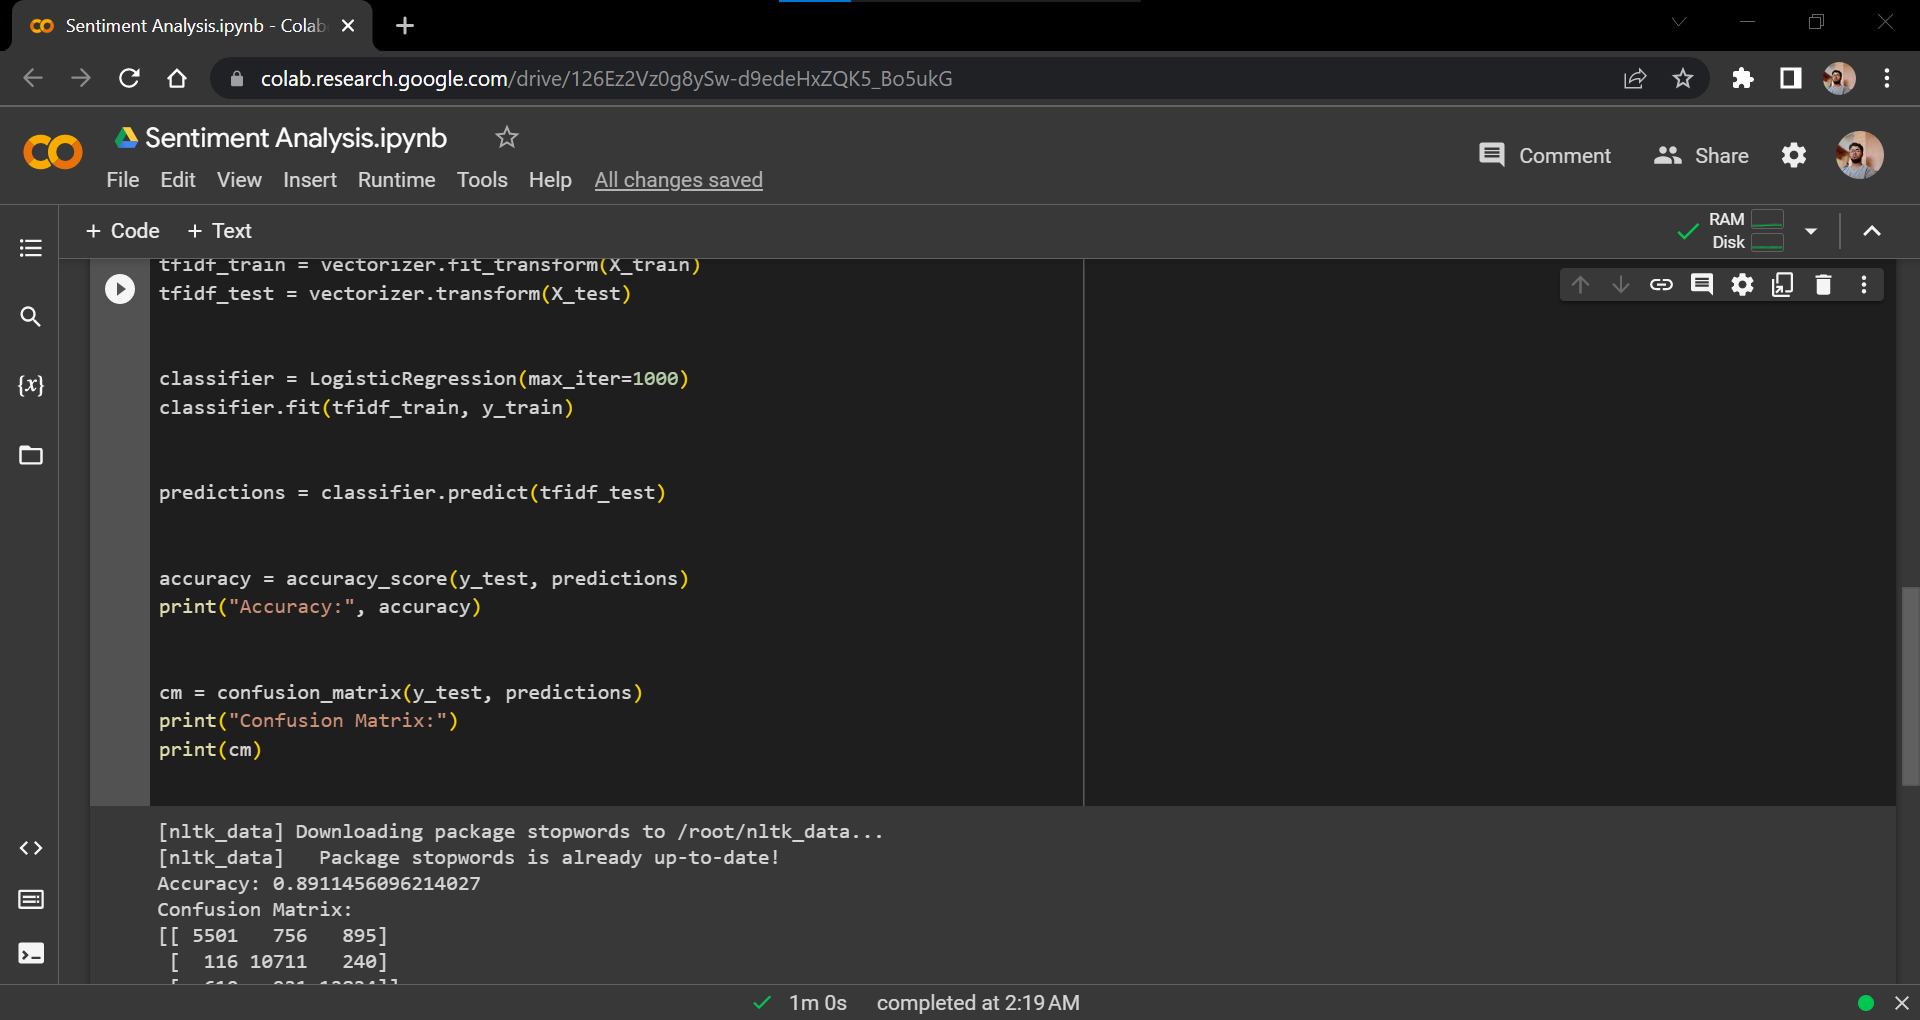 Sentiment Analysis.ipynb - Colab
colab.research.google.com/drive/126Ez2Vz0g8ySw-d9edeHxZQK5_Bo5ukG
Sentiment Analysis.ipynb
Comment
Share
File Edit View Insert Runtime Tools Help All changes saved
+ Code + Text
RAM
Disk
tfidf_train = vectorizer.fit_transform(X_train)
tfidf_test = vectorizer.transform(X_test)
{x}
classifier = LogisticRegression(max_iter=1000)
classifier.fit(tfidf_train, y_train)
predictions = classifier.predict(tfidf_test)
accuracy = accuracy_score(y_test, predictions)
print("Accuracy:", accuracy)
cm = confusion_matrix(y_test, predictions)
print("Confusion Matrix:")
print(cm)
[nltk_data] Downloading package stopwords to /root/nltk_data...
[nltk_data]   Package stopwords is already up-to-date!
Accuracy: 0.8911456096214027
Confusion Matrix:
[[ 5501   756   895]
[  116 10711   240]
1m 0s completed at 2:19 AM